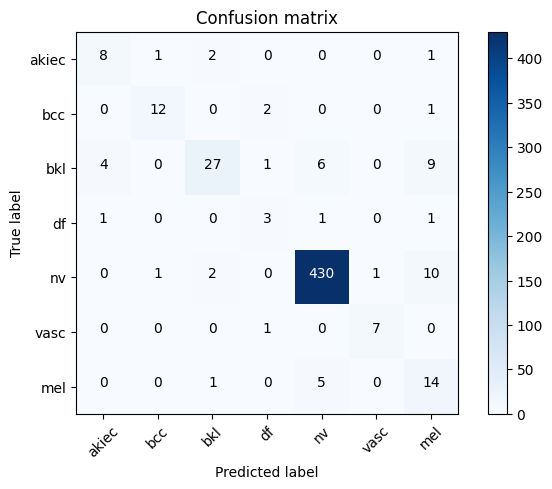 Confusion matrix
akiec 8 1 2 0 0 0 1
bcc 0 12 0 2 0 0 1
bkl 4 0 27 1 6 0 9
df 1 0 0 3 1 0 1
nv 0 1 2 0 430 1 10
vasc 0 0 0 1 0 7 0
mel 0 0 1 0 5 0 14
akiec bcc bkl df nv vasc mel
True label
Predicted label
400
350
300
250
200
150
100
50
0